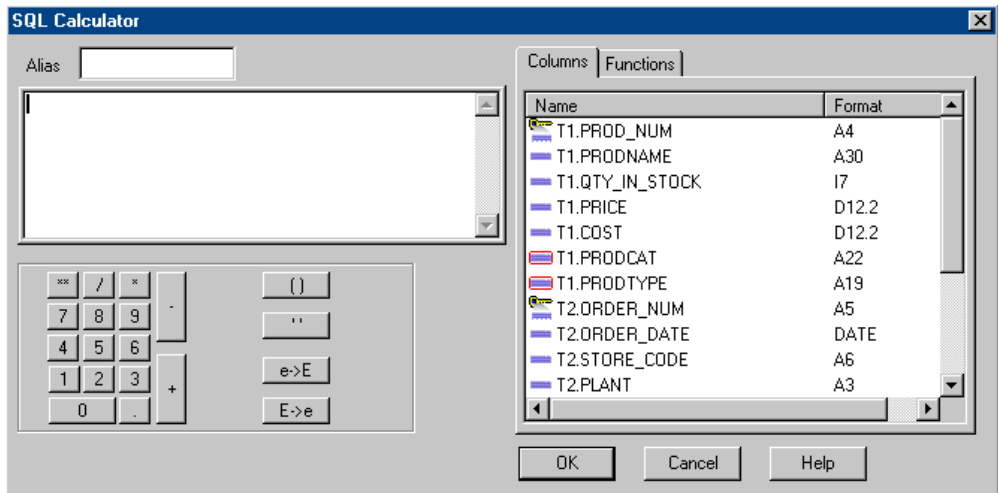 SQL Calculator
Alias
Columns Functions
Name Format
T1.PROD_NUM A4
T1.PRODNAME A30
T1.QTY_IN_STOCK I7
T1.PRICE D12.2
T1.COST D12.2
T1.PRODCAT A22
T1.PRODTYPE A19
T2.ORDER_NUM A5
T2.ORDER_DATE DATE
T2.STORE_CODE A6
T2.PLANT A3
** / * -
7 8 9
4 5 6
1 2 3 +
0 .
( )
' '
e->E
E->e
OK Cancel Help